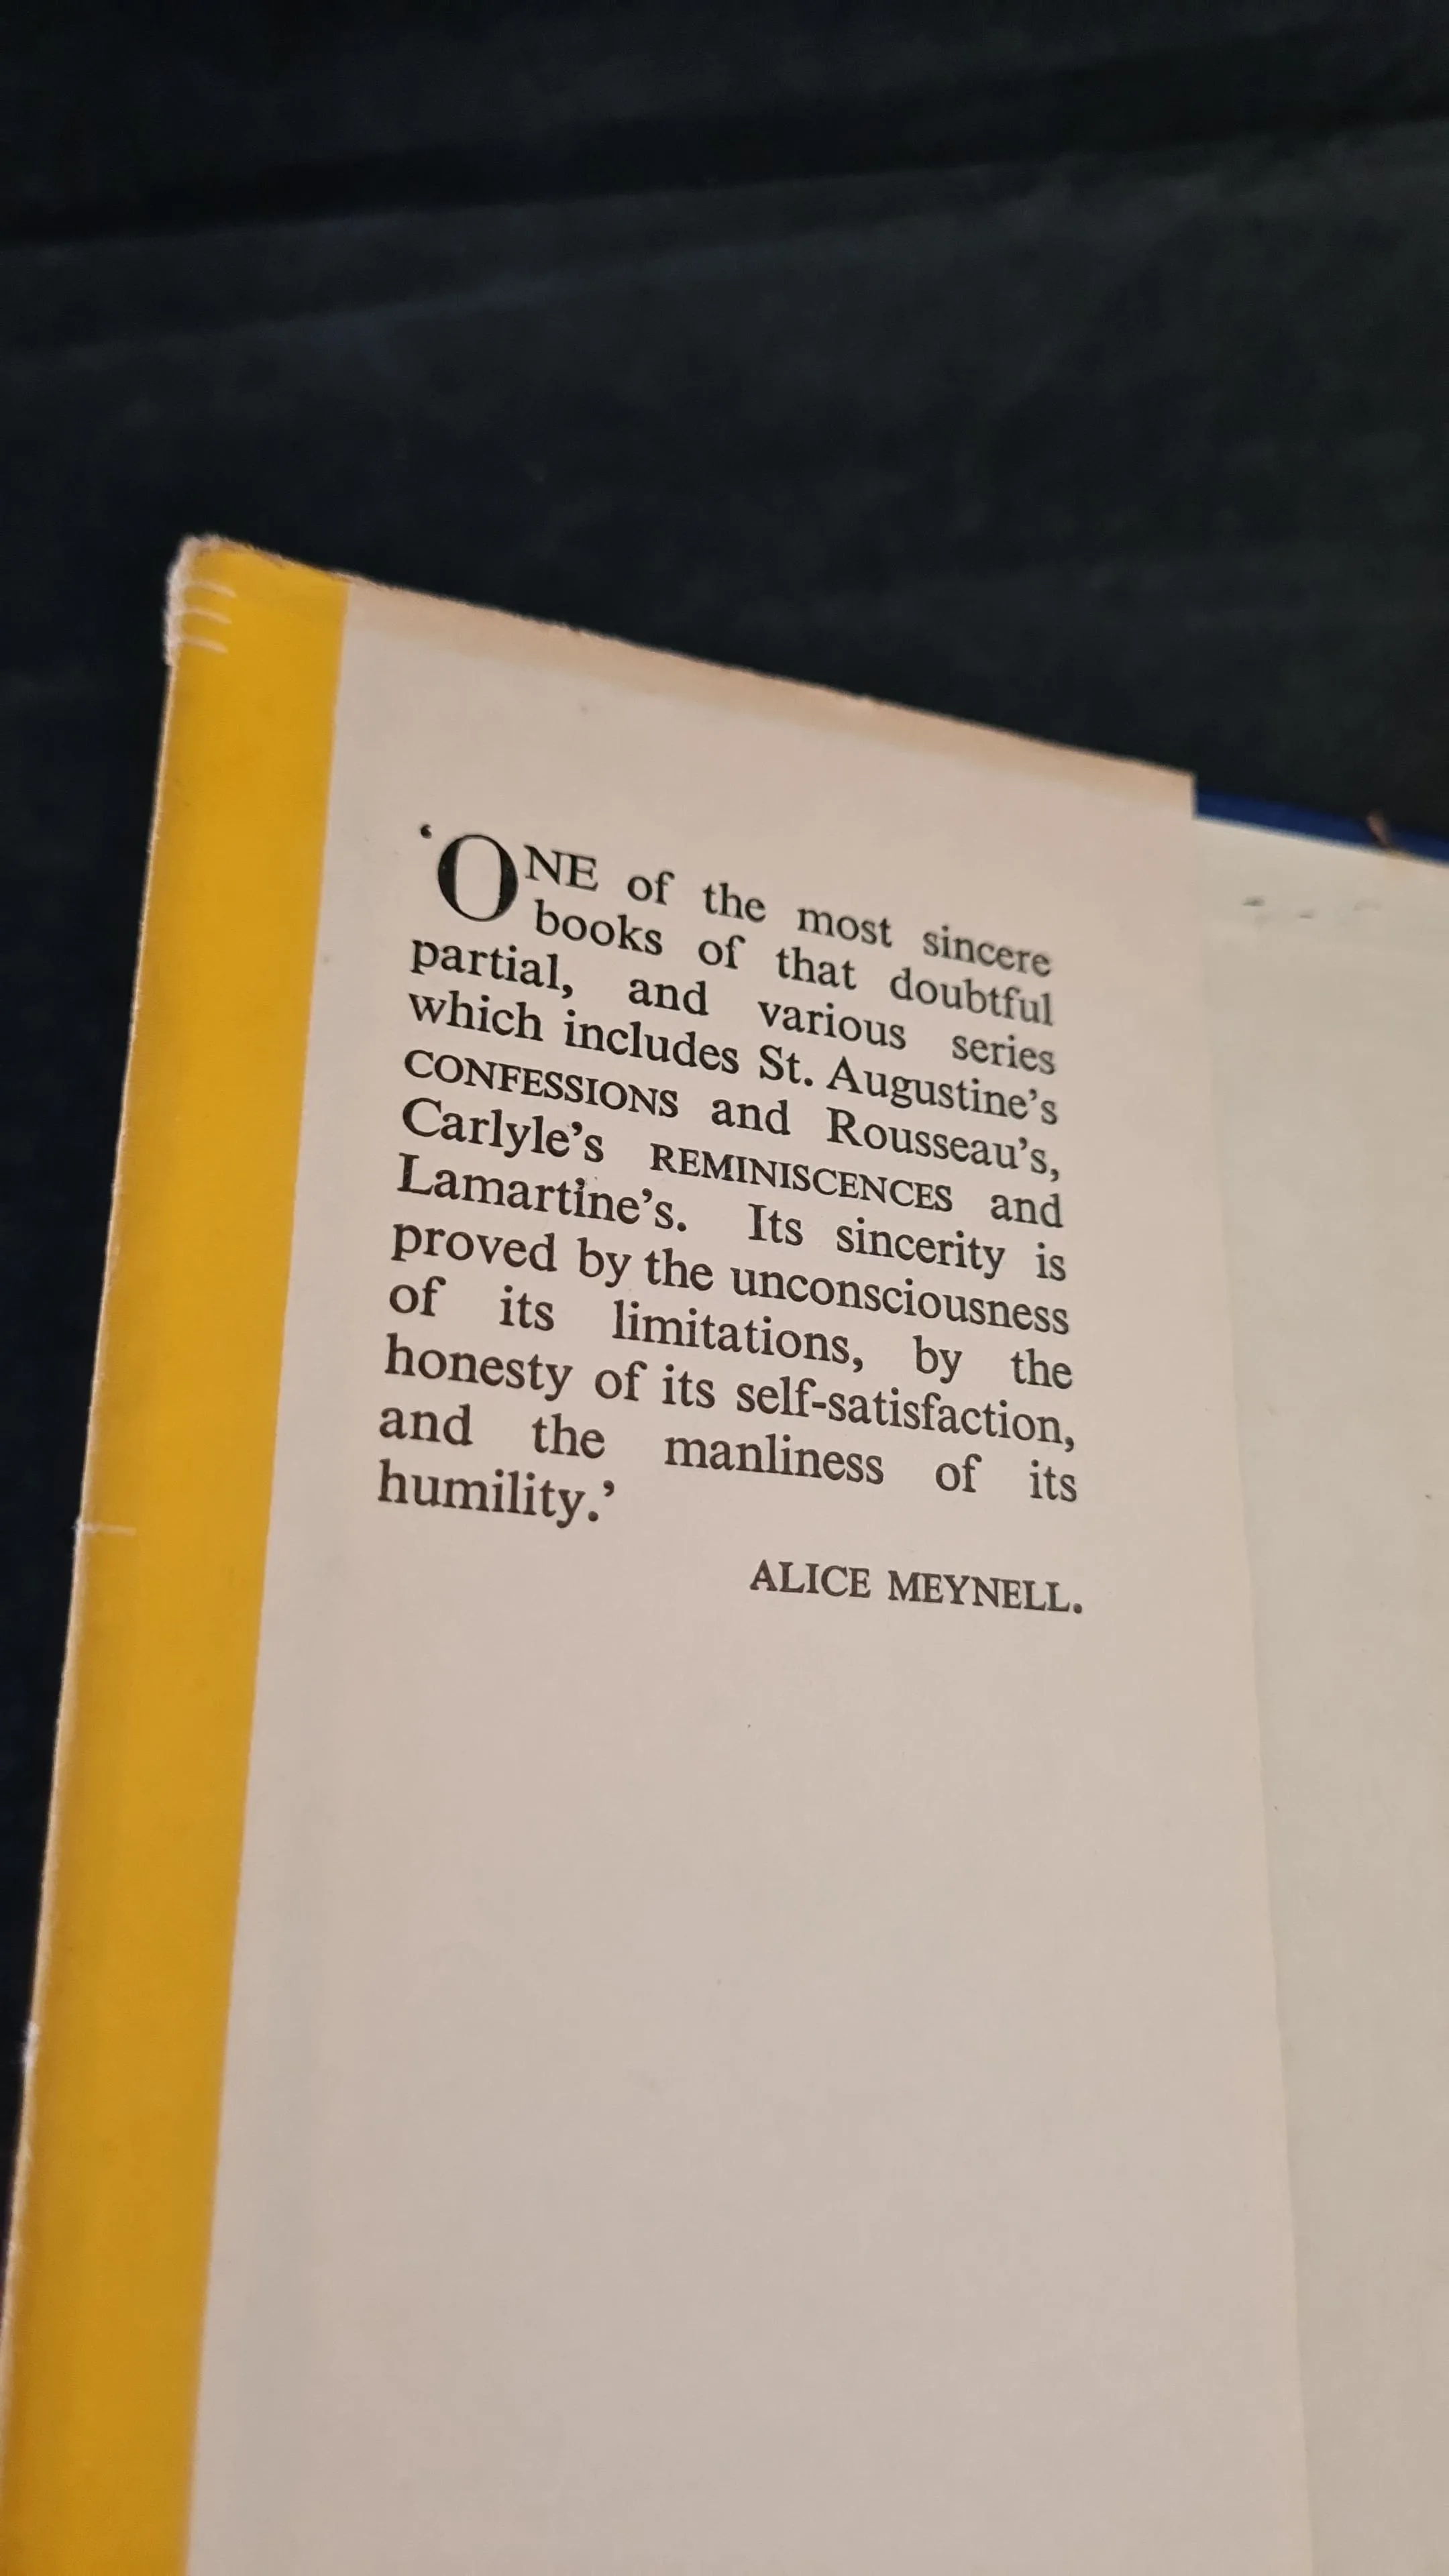 ‘ONE of the most sincere
books of that doubtful
partial, and various series
which includes St. Augustine’s
CONFESSIONS and Rousseau’s,
Carlyle’s REMINISCENCES and
Lamartine’s. Its sincerity is
proved by the unconsciousness
of its limitations, by the
honesty of its self-satisfaction,
and the manliness of its
humility.’
ALICE MEYNELL.